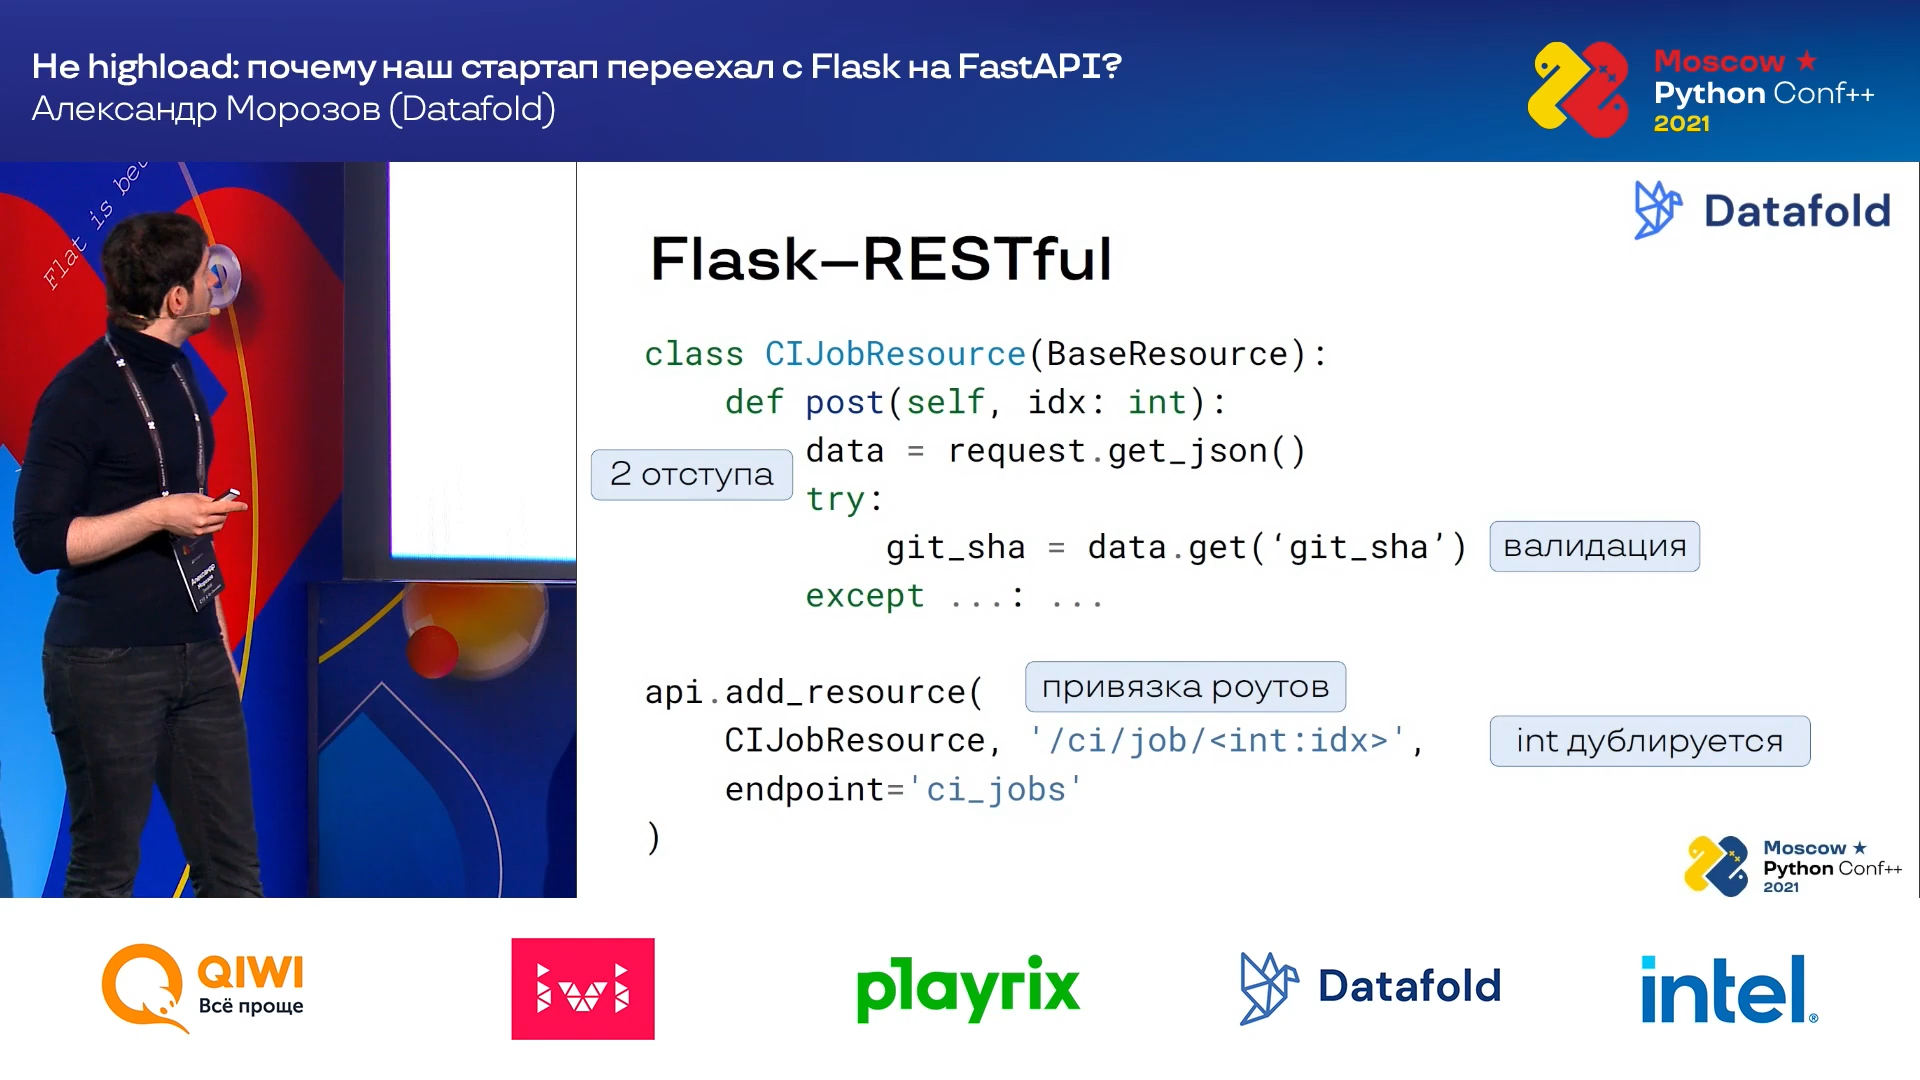 Не highload: почему наш стартап переехал с Flask на FastAPI?
Александр Морозов (Datafold)
Moscow ★
Python Conf++
2021
Flat is be
Александр
Морозов
Datafold
Flask–RESTful
class CIJobResource(BaseResource):
def post(self, idx: int):
data = request.get_json()
2 отступа
try:
git_sha = data.get(‘git_sha’)
валидация
except ...: ...
api.add_resource(
привязка роутов
CIJobResource, '/ci/job/<int:idx>',
int дублируется
endpoint='ci_jobs'
)
Moscow ★
Python Conf++
2021
QIWI
Всё проще
ivi
playrix
Datafold
intel®